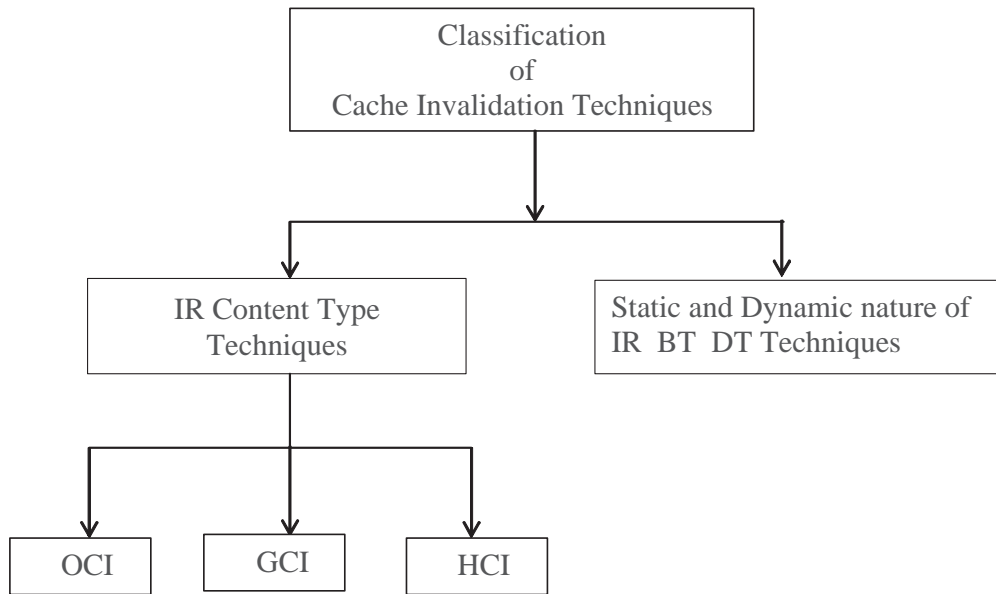 Classification
of
Cache Invalidation Techniques
IR Content Type
Techniques
Static and Dynamic nature of
IR BT DT Techniques
OCI
GCI
HCI